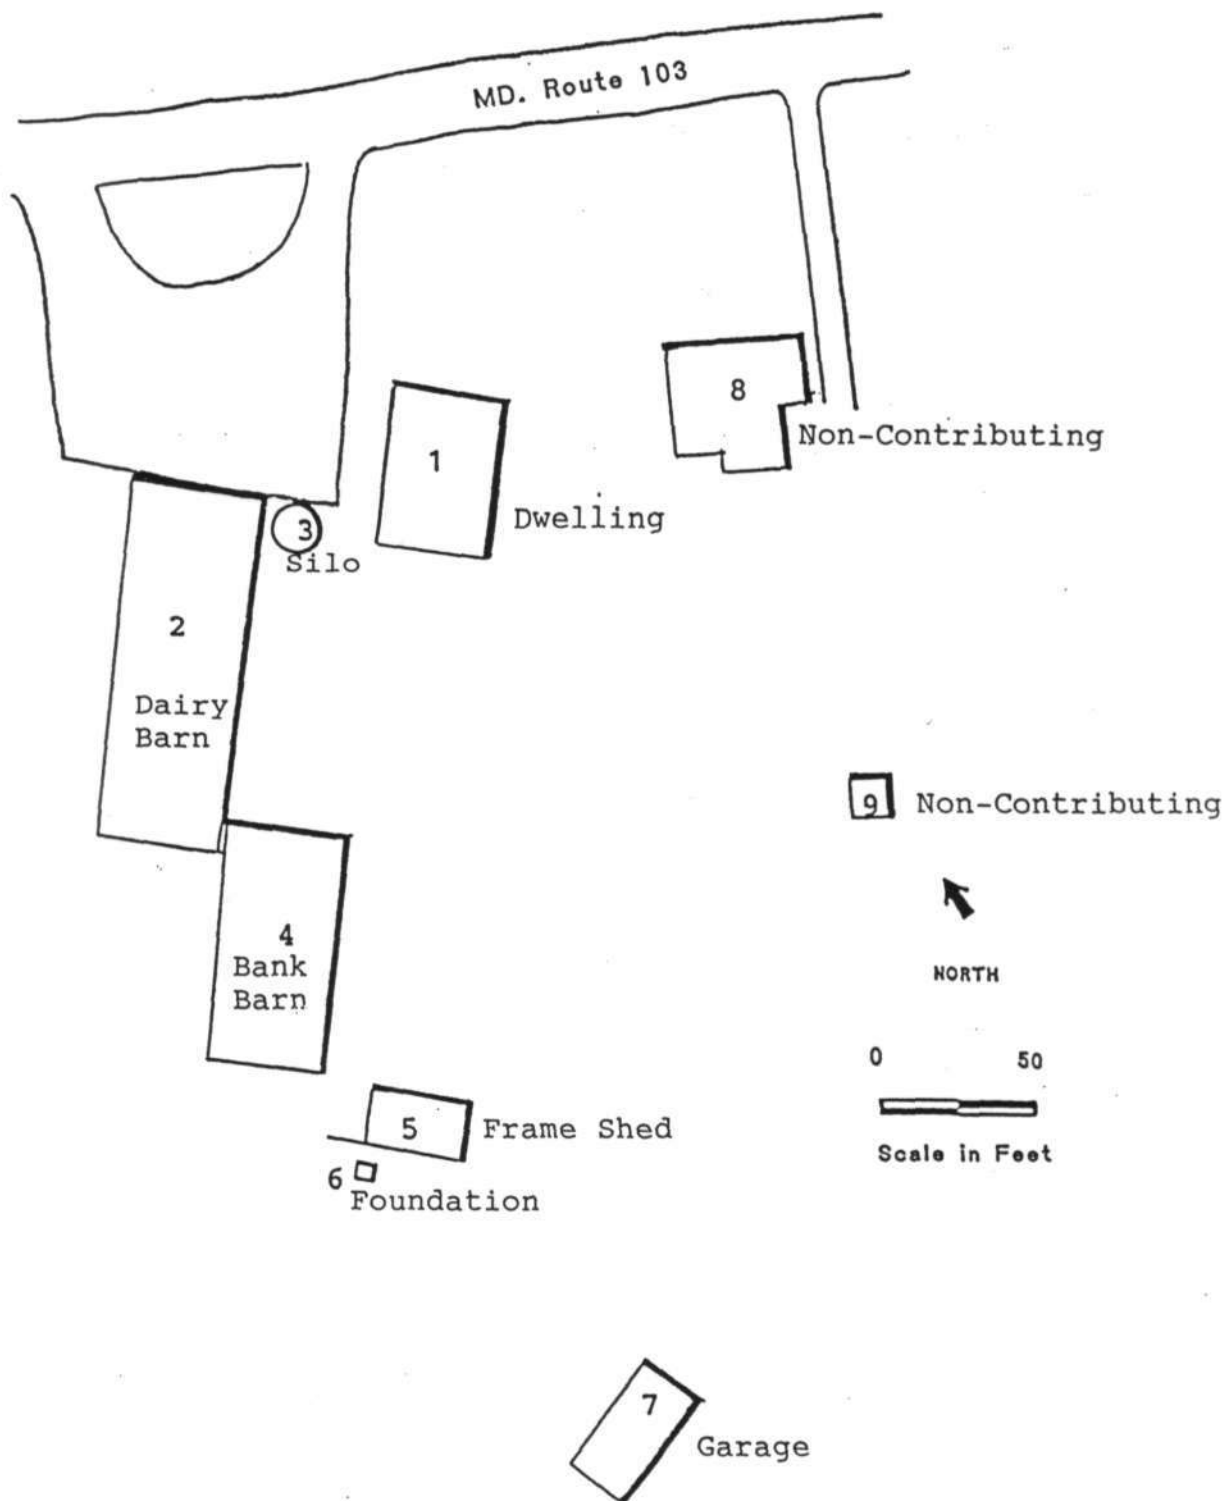 MD. Route 103
8
Non-Contributing
1
Dwelling
3
Silo
2
Dairy
Barn
9
Non-Contributing
4
Bank
Barn
NORTH
0 50
Scale in Feet
5
Frame Shed
6
Foundation
7
Garage